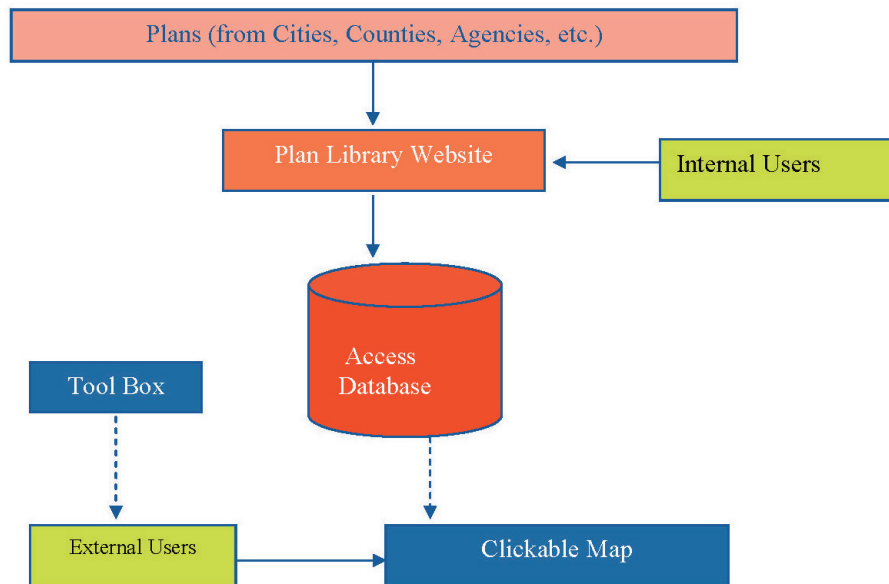 Plans (from Cities, Counties, Agencies, etc.)
Plan Library Website
Internal Users
Access
Database
Tool Box
External Users
Clickable Map